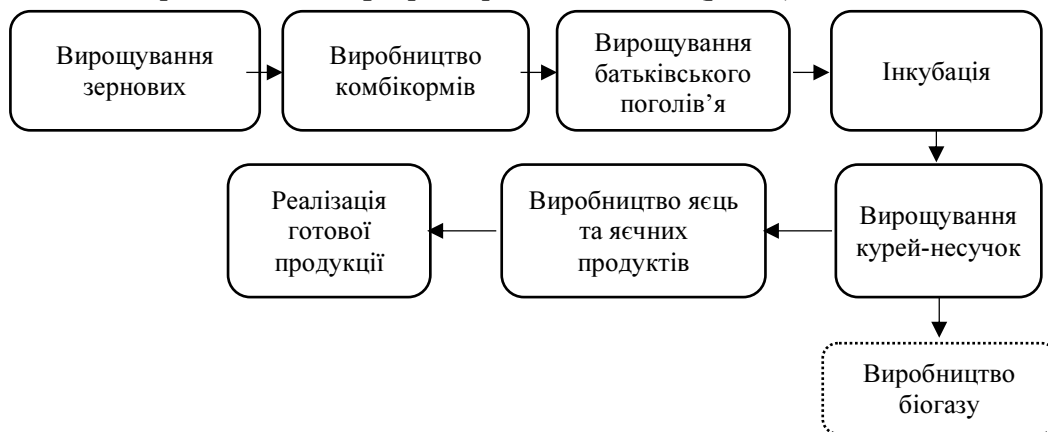 Вирощування
зернових
Виробництво
комбікормів
Вирощування
батьківського
поголів’я
Інкубація
Реалізація
готової
продукції
Виробництво яєць
та яєчних
продуктів
Вирощування
курей-несучок
Виробництво
біогазу